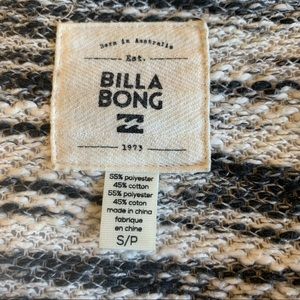 Born in Australia
Est.
BILLA
BONG
1973
55% polyester
45% cotton
55% polyester
45% coton
made in china
fabrique
en chine
S/P